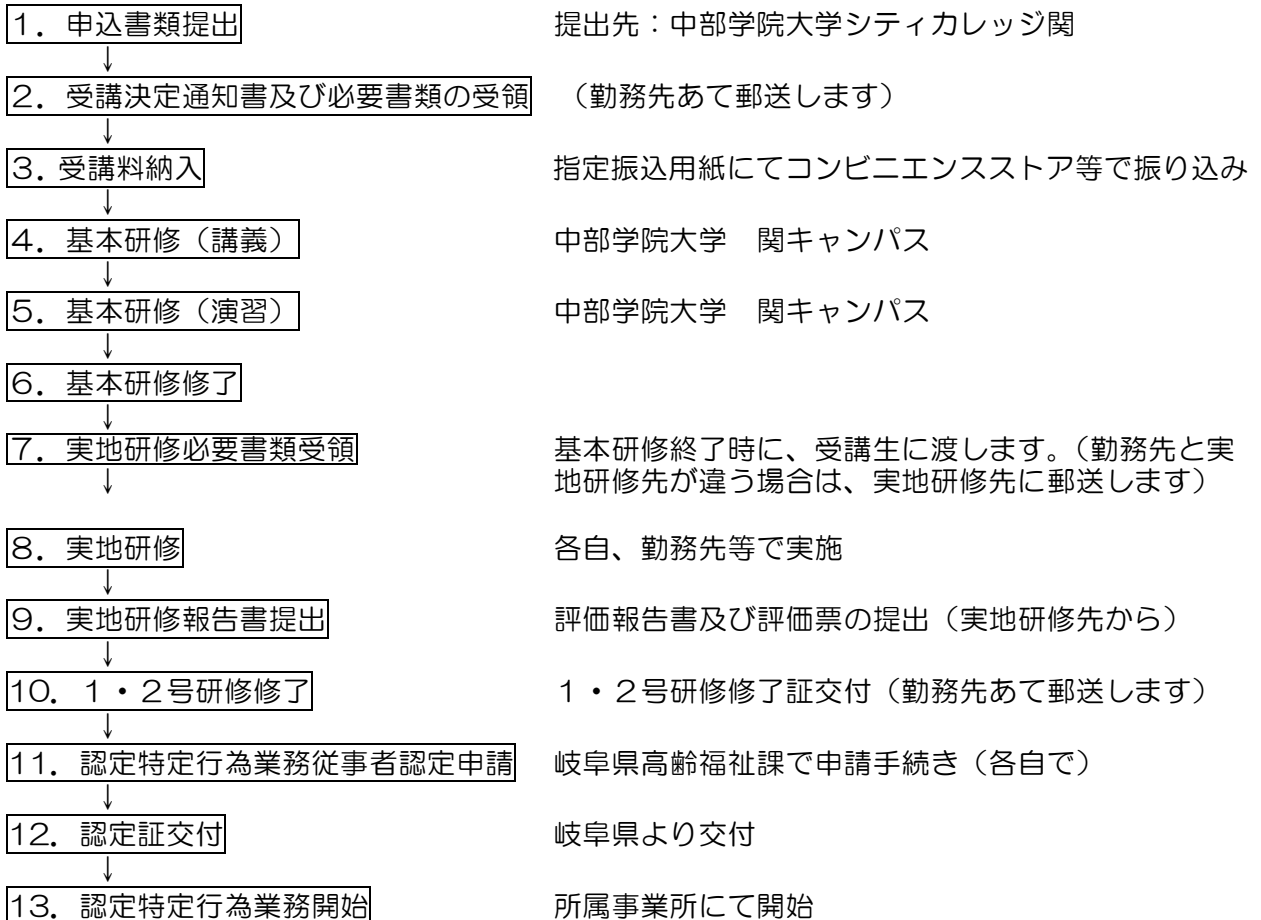 １．申込書類提出　提出先：中部学院大学シティカレッジ関
↓
２．受講決定通知書及び必要書類の受領　（勤務先あて郵送します）
↓
３．受講料納入　指定振込用紙にてコンビニエンスストア等で振り込み
↓
４．基本研修（講義）　中部学院大学　関キャンパス
↓
５．基本研修（演習）　中部学院大学　関キャンパス
↓
６．基本研修修了
↓
７．実地研修必要書類受領　基本研修終了時に、受講生に渡します。（勤務先と実
↓　地研修先が違う場合は、実地研修先に郵送します）
８．実地研修　各自、勤務先等で実施
↓
９．実地研修報告書提出　評価報告書及び評価票の提出（実地研修先から）
↓
１０．１・２号研修修了　１・２号研修修了証交付（勤務先あて郵送します）
↓
１１．認定特定行為業務従事者認定申請　岐阜県高齢福祉課で申請手続き（各自で）
↓
１２．認定証交付　岐阜県より交付
↓
１３．認定特定行為業務開始　所属事業所にて開始